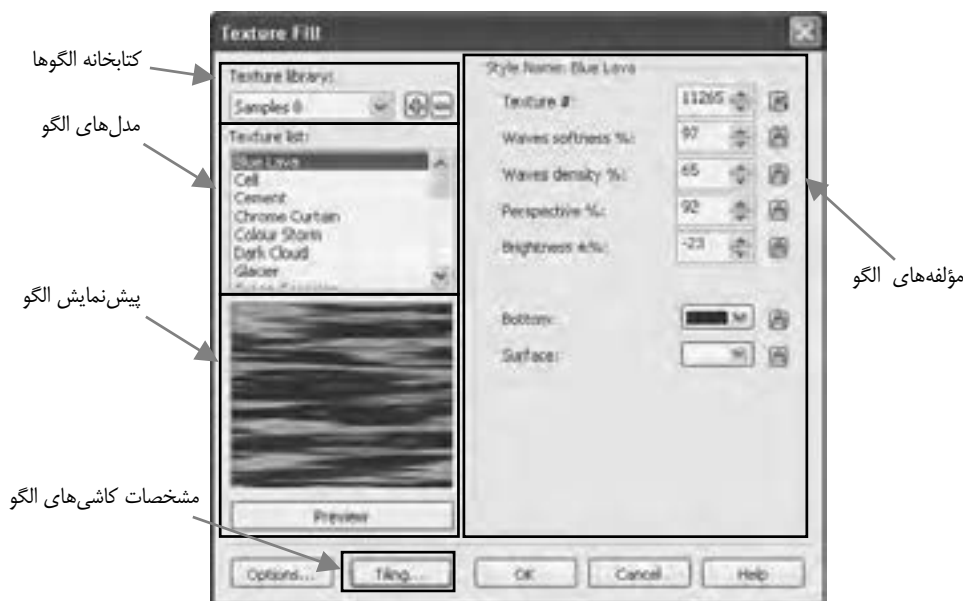 Texture Fill
کتابخانه الگوها
مدل‌های الگو
پیش‌نمایش الگو
مشخصات کاشی‌های الگو
مؤلفه‌های الگو
Texture library:
Samples 8
Texture list:
Blue Lava
Cell
Cement
Chrome Curtain
Colour Storm
Dark Cloud
Glacier
Preview
Style Name: Blue Lava
Texture #: 11265
Waves softness %: 97
Waves density %: 65
Perspective %: 92
Brightness ±%: -23
Bottom:
Surface:
Options... Tiling... OK Cancel Help